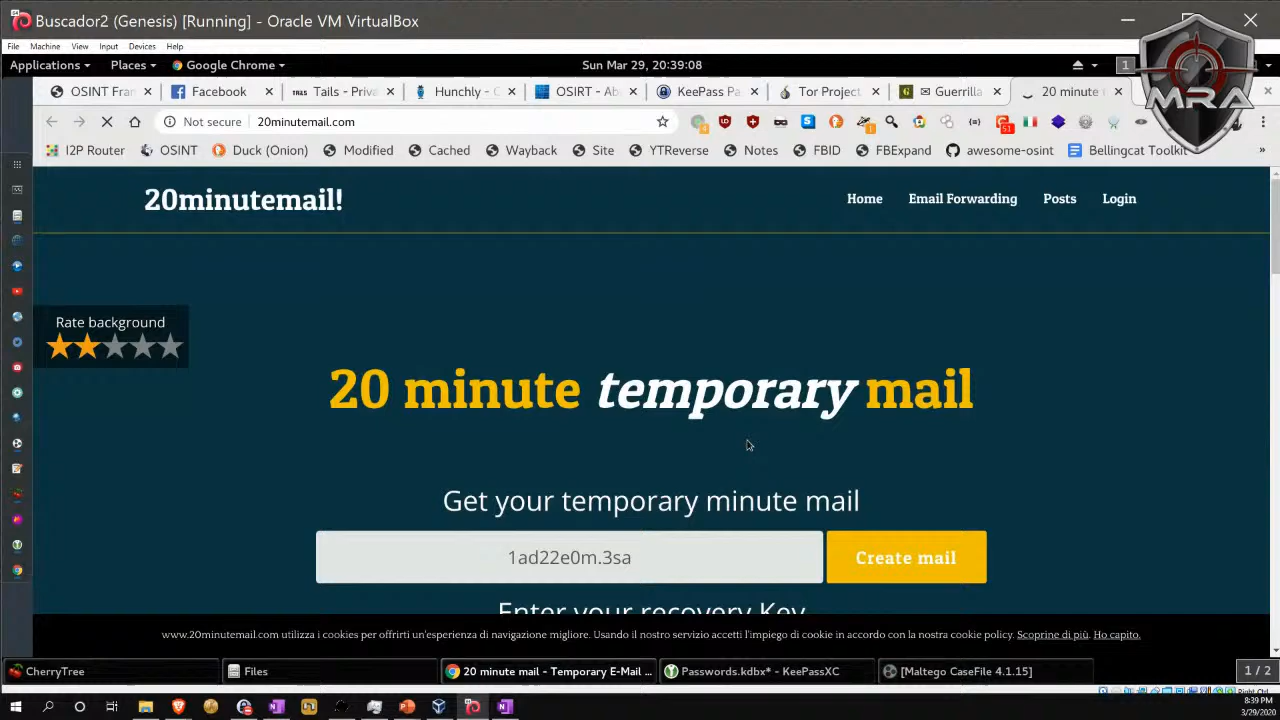 Buscador2 (Genesis) [Running] - Oracle VM VirtualBox
File Machine View Input Devices Help
Applications Places Google Chrome Sun Mar 29, 20:39:08 1
MRA
OSINT Fran Facebook Tails - Priva Hunchly - C OSIRT - Ab KeePass Pa Tor Project Guerrilla 20 minute
Not secure 20minutemail.com
I2P Router OSINT Duck (Onion) Modified Cached Wayback Site YTReverse Notes FBID FBExpand awesome-osint Bellingcat Toolkit »
20minutemail!
Home Email Forwarding Posts Login
Rate background
20 minute temporary mail
Get your temporary minute mail
1ad22e0m.3sa Create mail
Enter your recovery Key
www.20minutemail.com utilizza i cookies per offrirti un'esperienza di navigazione migliore. Usando il nostro servizio accetti l'impiego di cookie in accordo con la nostra cookie policy. Scoprine di più. Ho capito.
CherryTree Files 20 minute mail - Temporary E-Mail ... Passwords.kdbx* - KeePassXC [Maltego CaseFile 4.1.15] 1 / 2
Right Ctrl
8:39 PM
3/29/2020